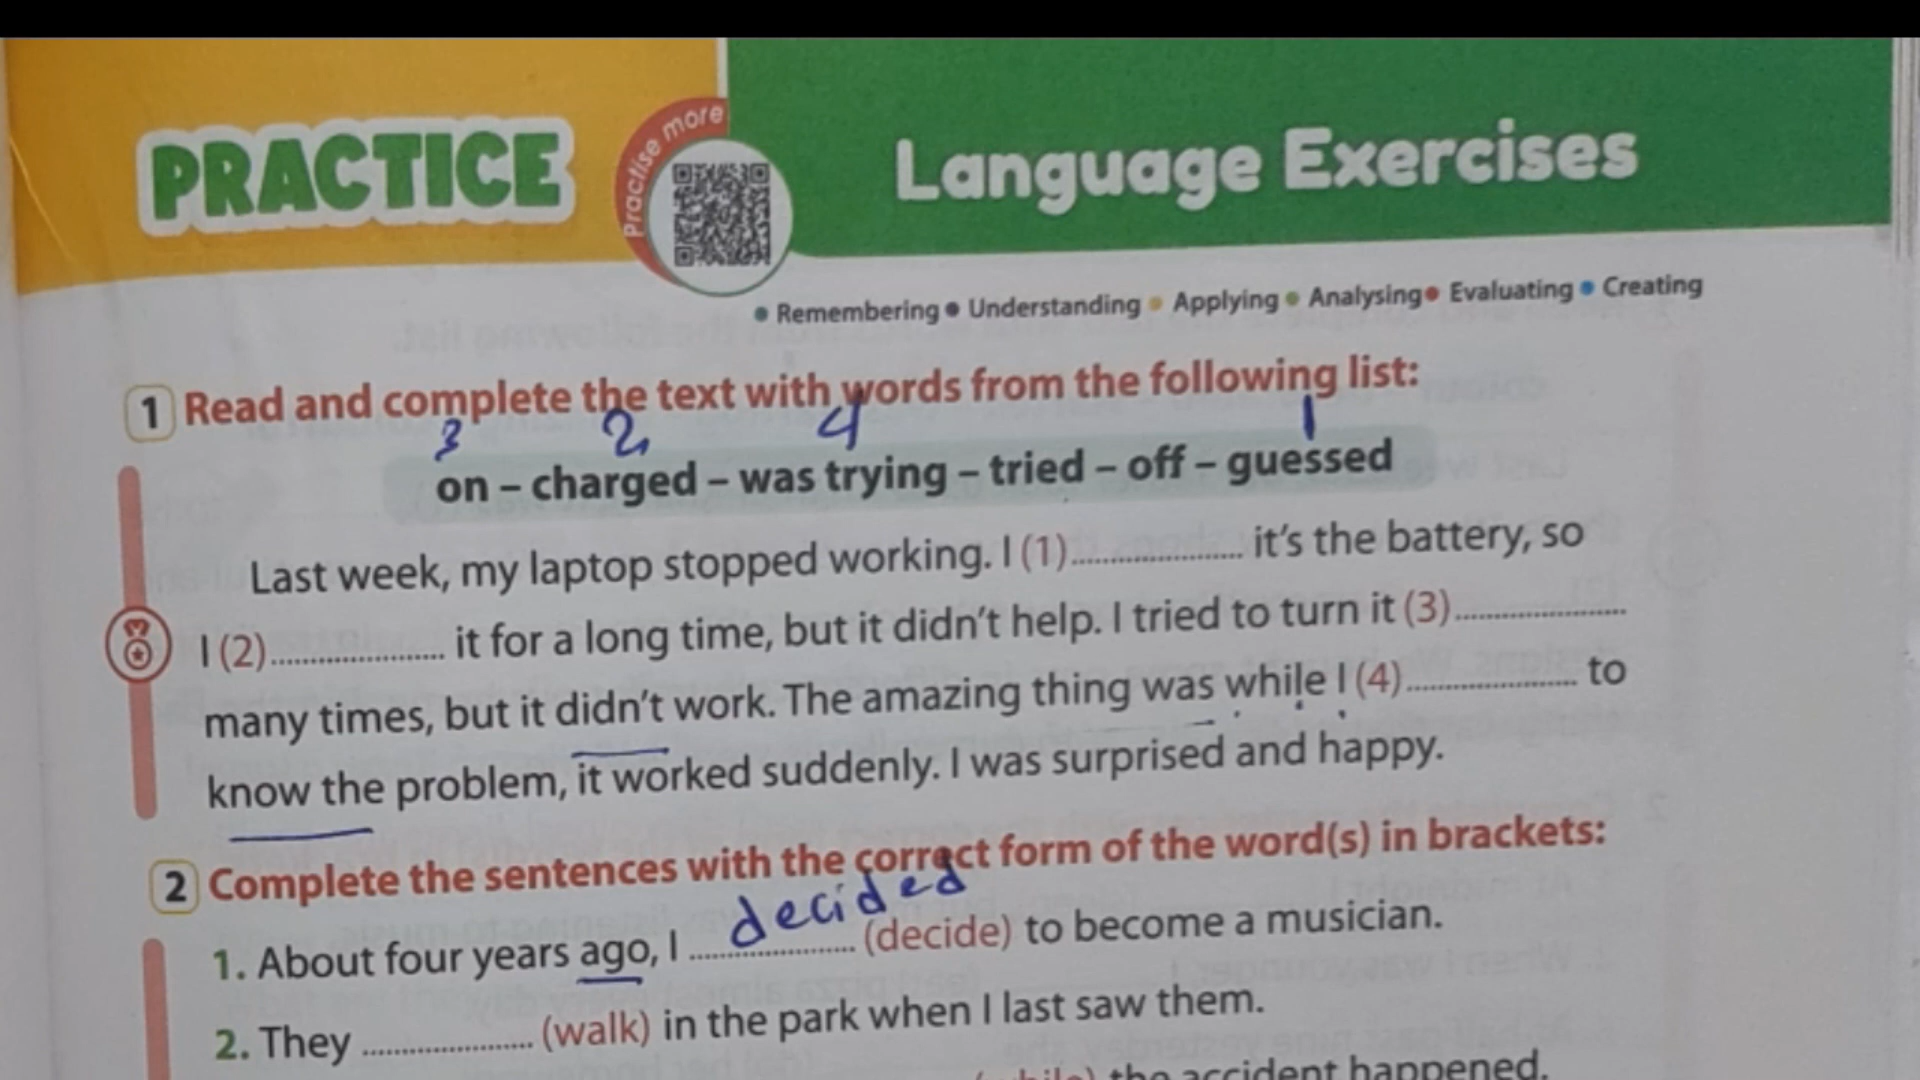 PRACTICE
Practise more
Language Exercises
• Remembering • Understanding • Applying • Analysing • Evaluating • Creating
1 Read and complete the text with words from the following list:
3 2 4 1
on – charged – was trying – tried – off – guessed
Last week, my laptop stopped working. I (1).................... it's the battery, so
I (2).................... it for a long time, but it didn't help. I tried to turn it (3)....................
many times, but it didn't work. The amazing thing was while I (4).................... to
know the problem, it worked suddenly. I was surprised and happy.
2 Complete the sentences with the correct form of the word(s) in brackets:
decided
1. About four years ago, I .................... (decide) to become a musician.
2. They .................... (walk) in the park when I last saw them.
the accident happened.